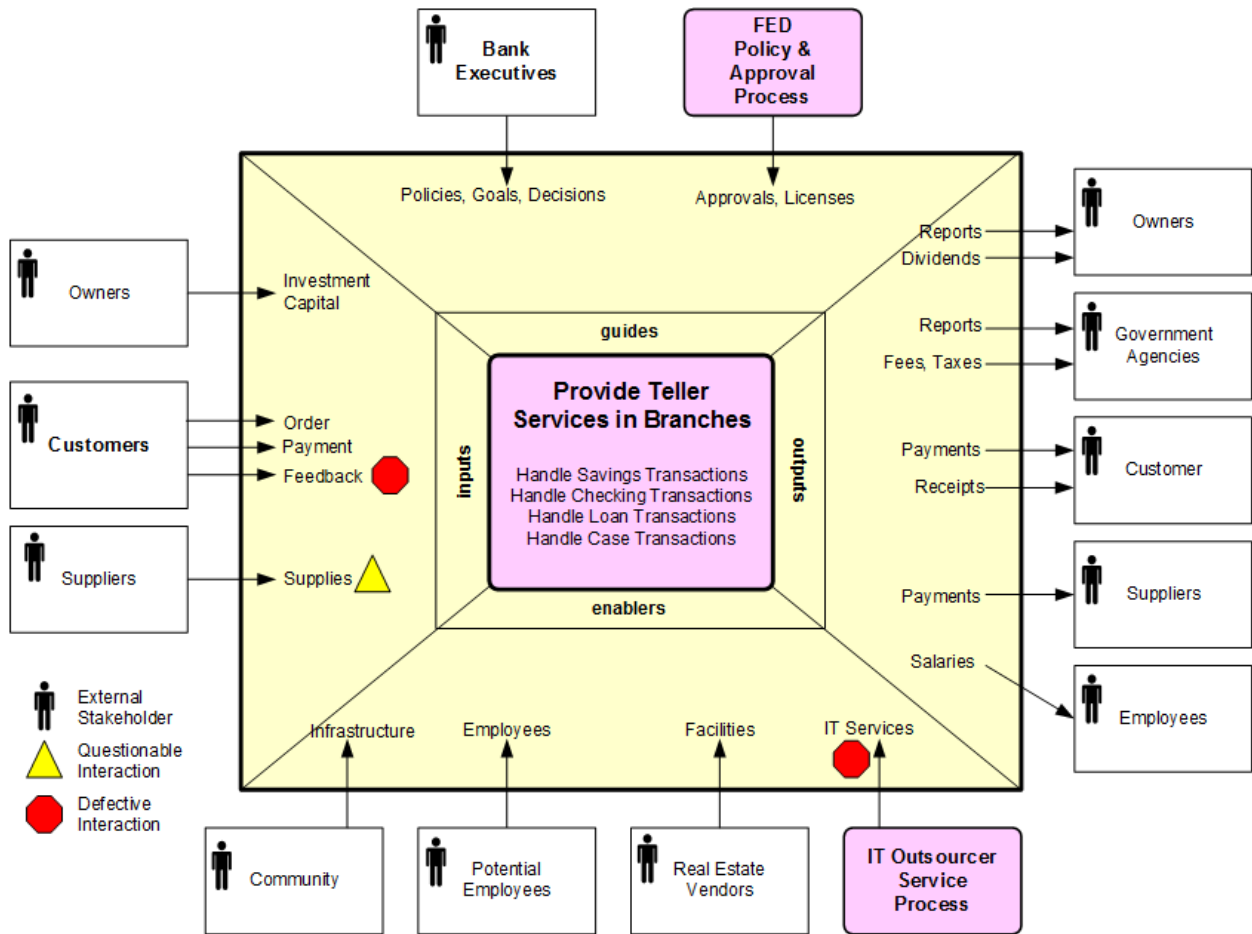 Bank
Executives
FED
Policy &
Approval
Process
Policies, Goals, Decisions
Approvals, Licenses
Owners
Investment
Capital
Customers
Order
Payment
Feedback
Suppliers
Supplies
guides
inputs
Provide Teller
Services in Branches
Handle Savings Transactions
Handle Checking Transactions
Handle Loan Transactions
Handle Case Transactions
outputs
enablers
Reports
Dividends
Owners
Reports
Fees, Taxes
Government
Agencies
Payments
Receipts
Customer
Payments
Suppliers
Salaries
Employees
External
Stakeholder
Questionable
Interaction
Defective
Interaction
Infrastructure
Employees
Facilities
IT Services
Community
Potential
Employees
Real Estate
Vendors
IT Outsourcer
Service
Process